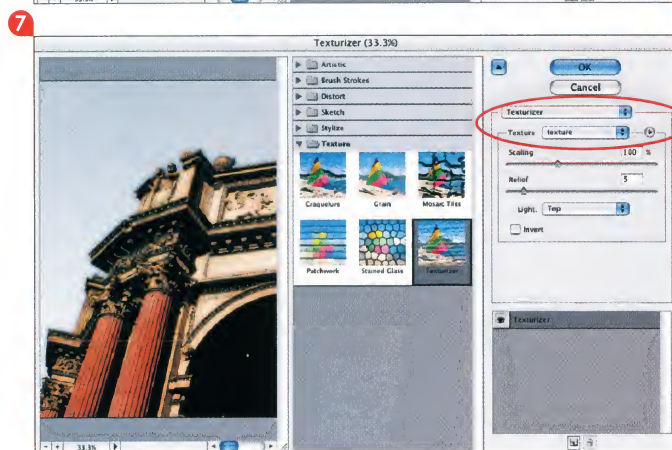 7
Texturizer (33.3%)
Artistic
Brush Strokes
Distort
Sketch
Stylize
Texture
Craquelure
Grain
Mosaic Tiles
Patchwork
Stained Glass
Texturizer
OK
Cancel
Texturizer
Texture texture
Scaling 100 %
Relief 5
Light: Top
Invert
Texturizer
- + 33.3%